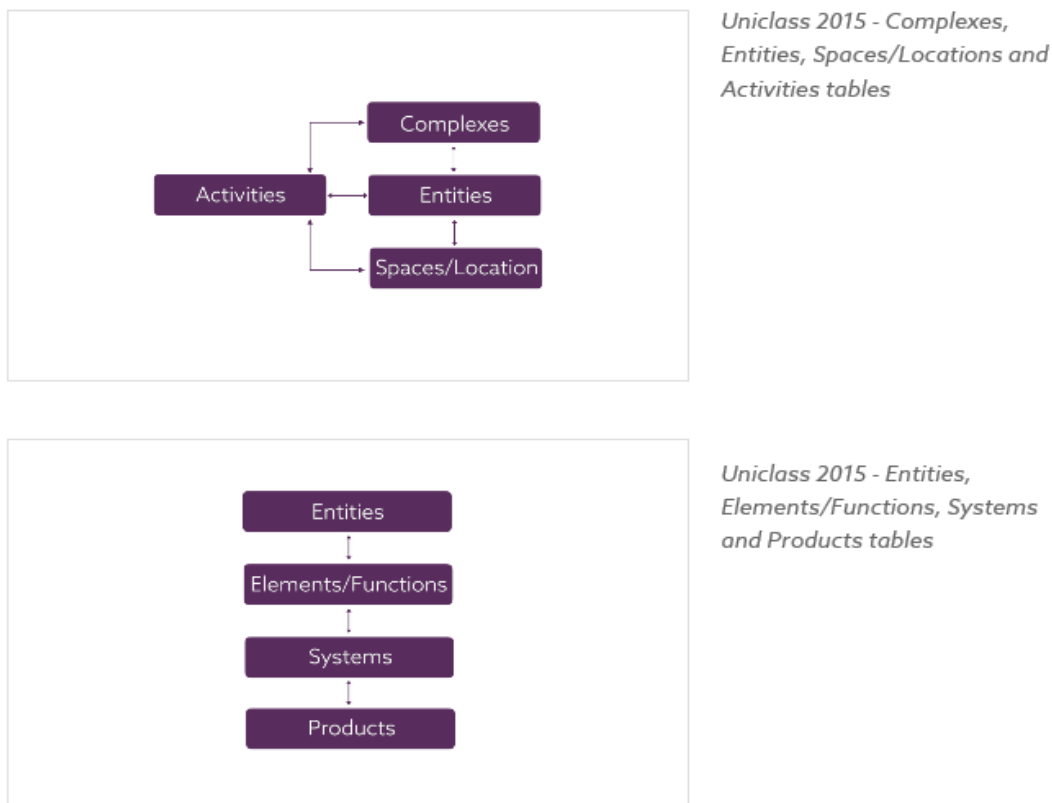 Uniclass 2015 - Complexes,
Entities, Spaces/Locations and
Activities tables
Complexes
Activities
Entities
Spaces/Location
Uniclass 2015 - Entities,
Elements/Functions, Systems
and Products tables
Entities
Elements/Functions
Systems
Products